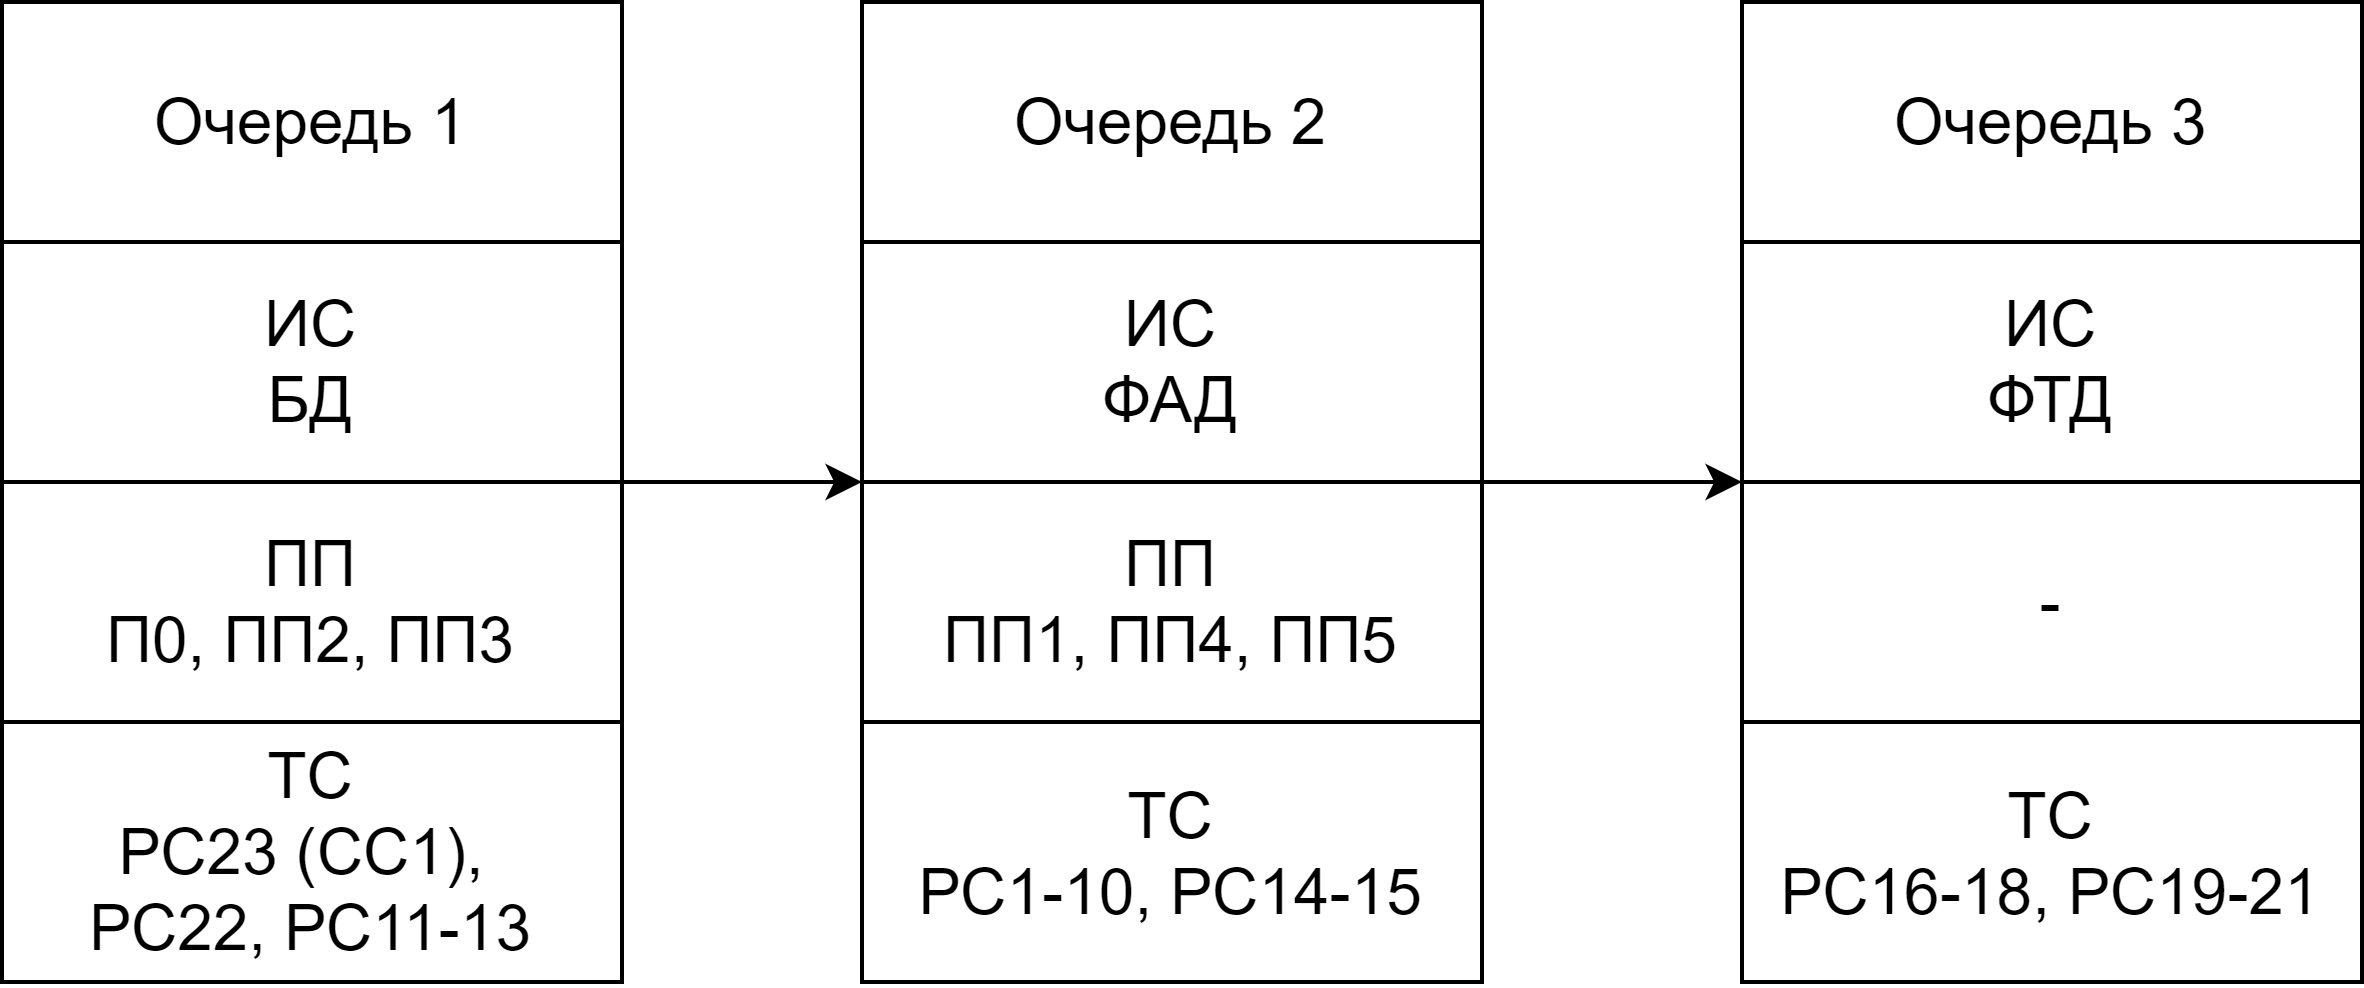 Очередь 1
ИС
БД
ПП
П0, ПП2, ПП3
ТС
РС23 (СС1),
РС22, РС11-13
Очередь 2
ИС
ФАД
ПП
ПП1, ПП4, ПП5
ТС
РС1-10, РС14-15
Очередь 3
ИС
ФТД
-
ТС
РС16-18, РС19-21